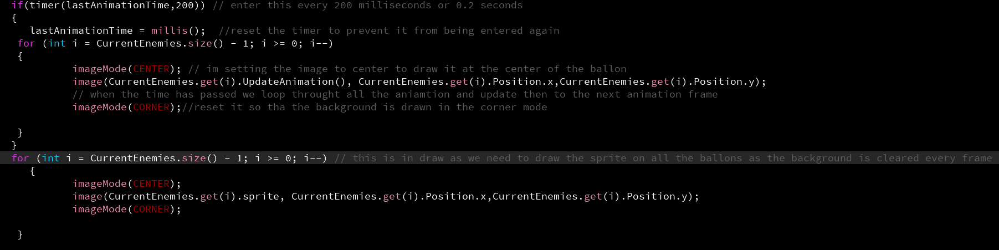 if(timer(lastAnimationTime,200)) // enter this every 200 milliseconds or 0.2 seconds
{
lastAnimationTime = millis(); //reset the timer to prevent it from being entered again
for (int i = CurrentEnemies.size() - 1; i >= 0; i--)
{
imageMode(CENTER); // im setting the image to center to draw it at the center of the ballon
image(CurrentEnemies.get(i).UpdateAnimation(), CurrentEnemies.get(i).Position.x,CurrentEnemies.get(i).Position.y);
// when the time has passed we loop throught all the aniamtion and update then to the next animation frame
imageMode(CORNER);//reset it so tha the background is drawn in the corner mode
}
}
for (int i = CurrentEnemies.size() - 1; i >= 0; i--) // this is in draw as we need to draw the sprite on all the ballons as the background is cleared every frame
{
imageMode(CENTER);
image(CurrentEnemies.get(i).sprite, CurrentEnemies.get(i).Position.x,CurrentEnemies.get(i).Position.y);
imageMode(CORNER);
}